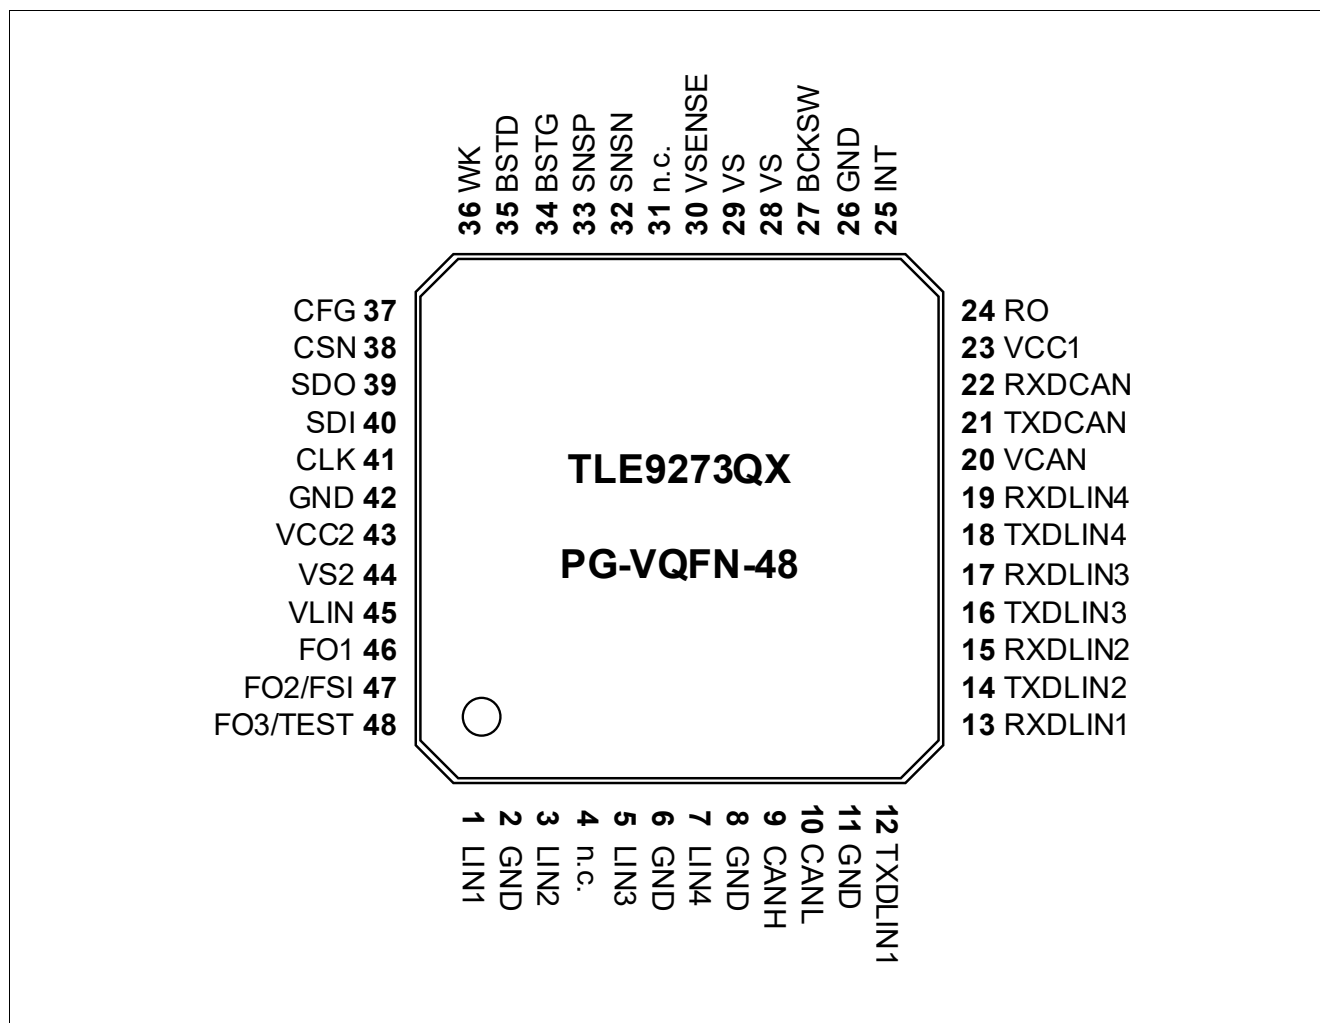 36 WK
35 BSTD
34 BSTG
33 SNSP
32 SNSN
31 n.c.
30 VSENSE
29 VS
28 VS
27 BCKSW
26 GND
25 INT
CFG 37
CSN 38
SDO 39
SDI 40
CLK 41
GND 42
VCC2 43
VS2 44
VLIN 45
FO1 46
FO2/FSI 47
FO3/TEST 48
TLE9273QX
PG-VQFN-48
24 RO
23 VCC1
22 RXDCAN
21 TXDCAN
20 VCAN
19 RXDLIN4
18 TXDLIN4
17 RXDLIN3
16 TXDLIN3
15 RXDLIN2
14 TXDLIN2
13 RXDLIN1
1 LIN1
2 GND
3 LIN2
4 n.c.
5 LIN3
6 GND
7 LIN4
8 GND
9 CANH
10 CANL
11 GND
12 TXDLIN1